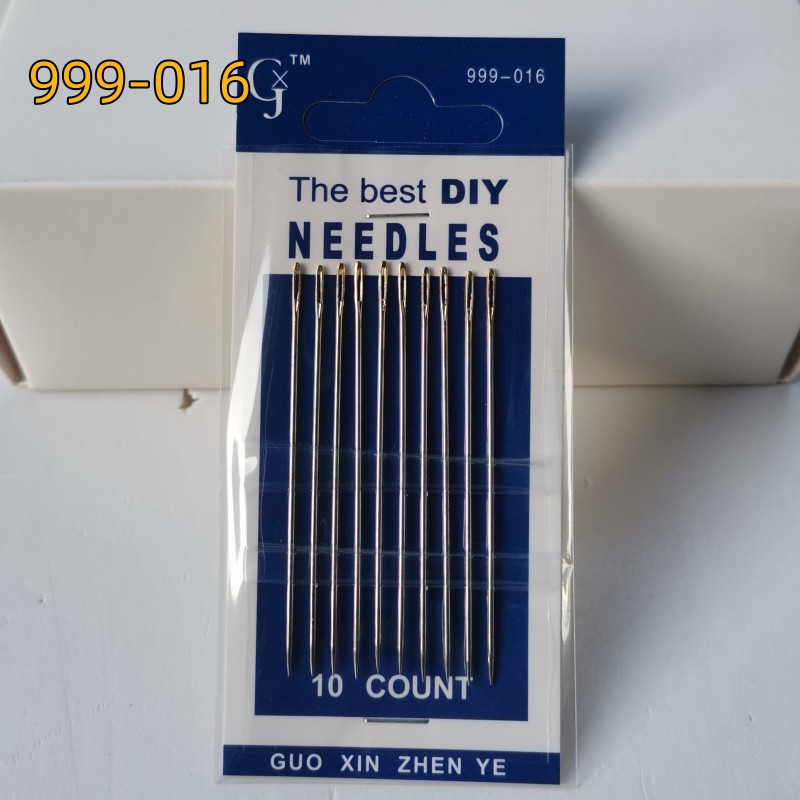 999-016
GXJ™
999-016
The best DIY
NEEDLES
10 COUNT
GUO XIN ZHEN YE